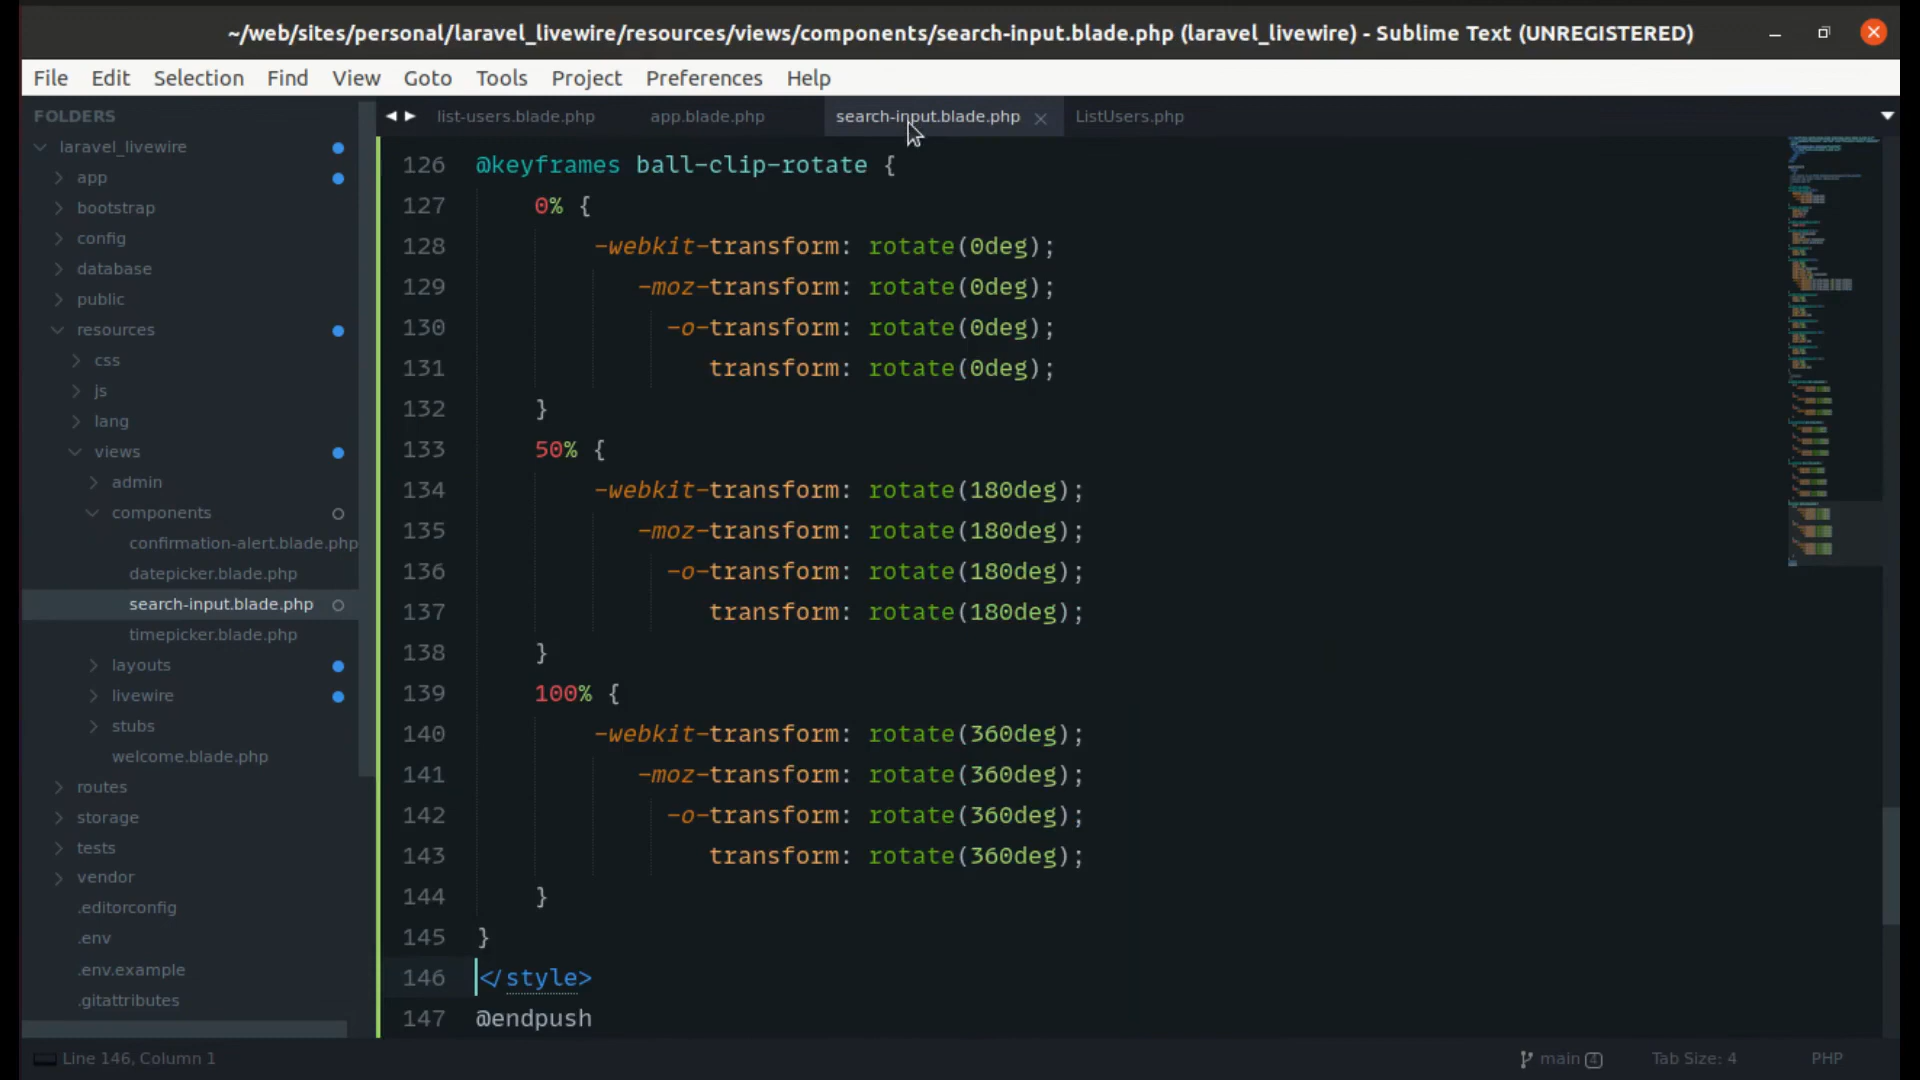 ~/web/sites/personal/laravel_livewire/resources/views/components/search-input.blade.php (laravel_livewire) - Sublime Text (UNREGISTERED)
File Edit Selection Find View Goto Tools Project Preferences Help
FOLDERS
laravel_livewire
app
bootstrap
config
database
public
resources
css
js
lang
views
admin
components
confirmation-alert.blade.php
datepicker.blade.php
search-input.blade.php
timepicker.blade.php
layouts
livewire
stubs
welcome.blade.php
routes
storage
tests
vendor
.editorconfig
.env
.env.example
.gitattributes
list-users.blade.php app.blade.php search-input.blade.php ListUsers.php
126 @keyframes ball-clip-rotate {
127 0% {
128 -webkit-transform: rotate(0deg);
129 -moz-transform: rotate(0deg);
130 -o-transform: rotate(0deg);
131 transform: rotate(0deg);
132 }
133 50% {
134 -webkit-transform: rotate(180deg);
135 -moz-transform: rotate(180deg);
136 -o-transform: rotate(180deg);
137 transform: rotate(180deg);
138 }
139 100% {
140 -webkit-transform: rotate(360deg);
141 -moz-transform: rotate(360deg);
142 -o-transform: rotate(360deg);
143 transform: rotate(360deg);
144 }
145 }
146 </style>
147 @endpush
Line 146, Column 1 main 4 Tab Size: 4 PHP